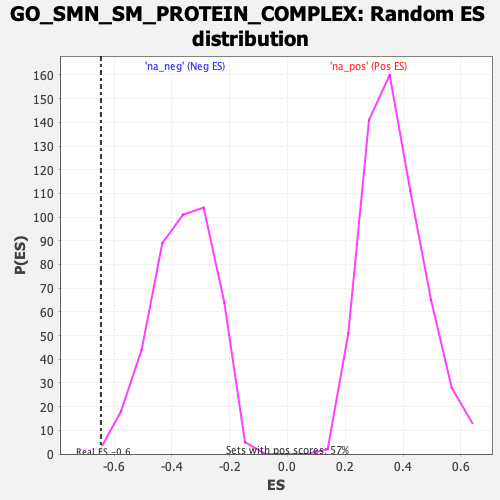 GO_SMN_SM_PROTEIN_COMPLEX: Random ES
distribution
'na_neg' (Neg ES)
'na_pos' (Pos ES)
160
150
140
130
120
110
100
90
80
70
60
50
40
30
20
10
0
P(ES)
Real ES -0.6
Sets with pos scores: 57%
-0.6 -0.4 -0.2 0.0 0.2 0.4 0.6
ES